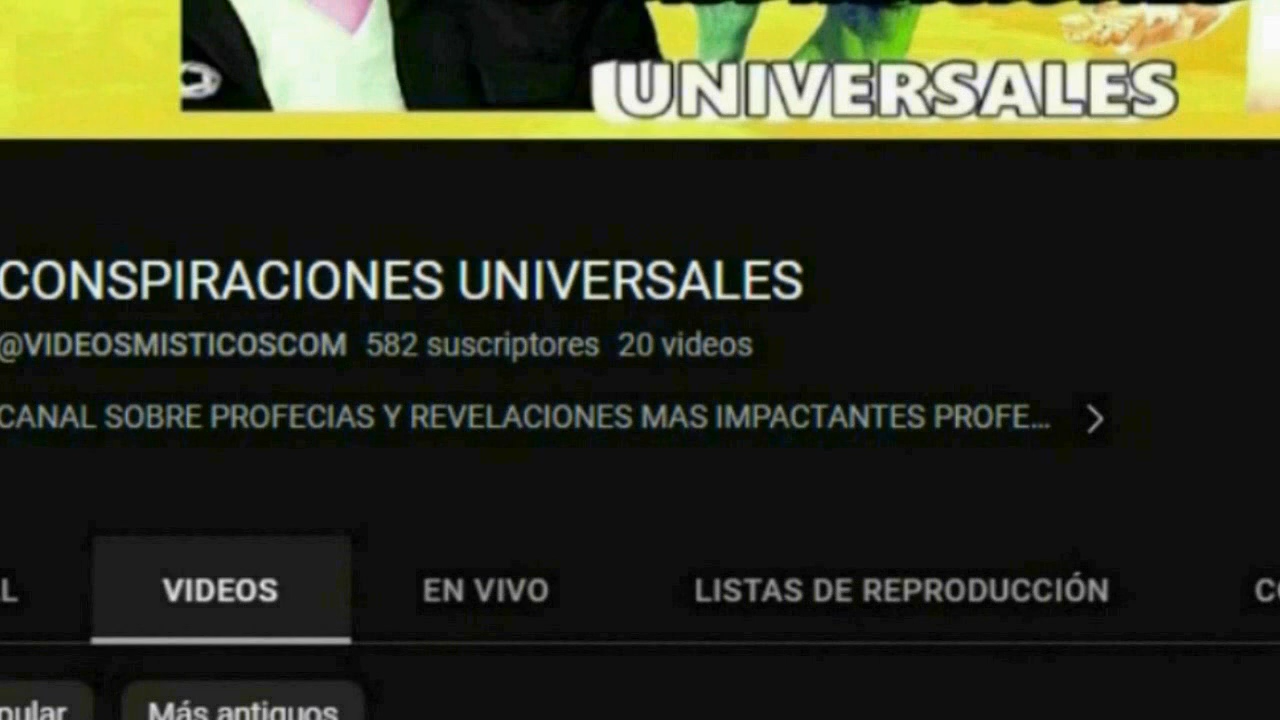 UNIVERSALES
CONSPIRACIONES UNIVERSALES
@VIDEOSMISTICOSCOM 582 suscriptores 20 videos
CANAL SOBRE PROFECIAS Y REVELACIONES MAS IMPACTANTES PROFE...
VIDEOS EN VIVO LISTAS DE REPRODUCCIÓN
Más antiguos